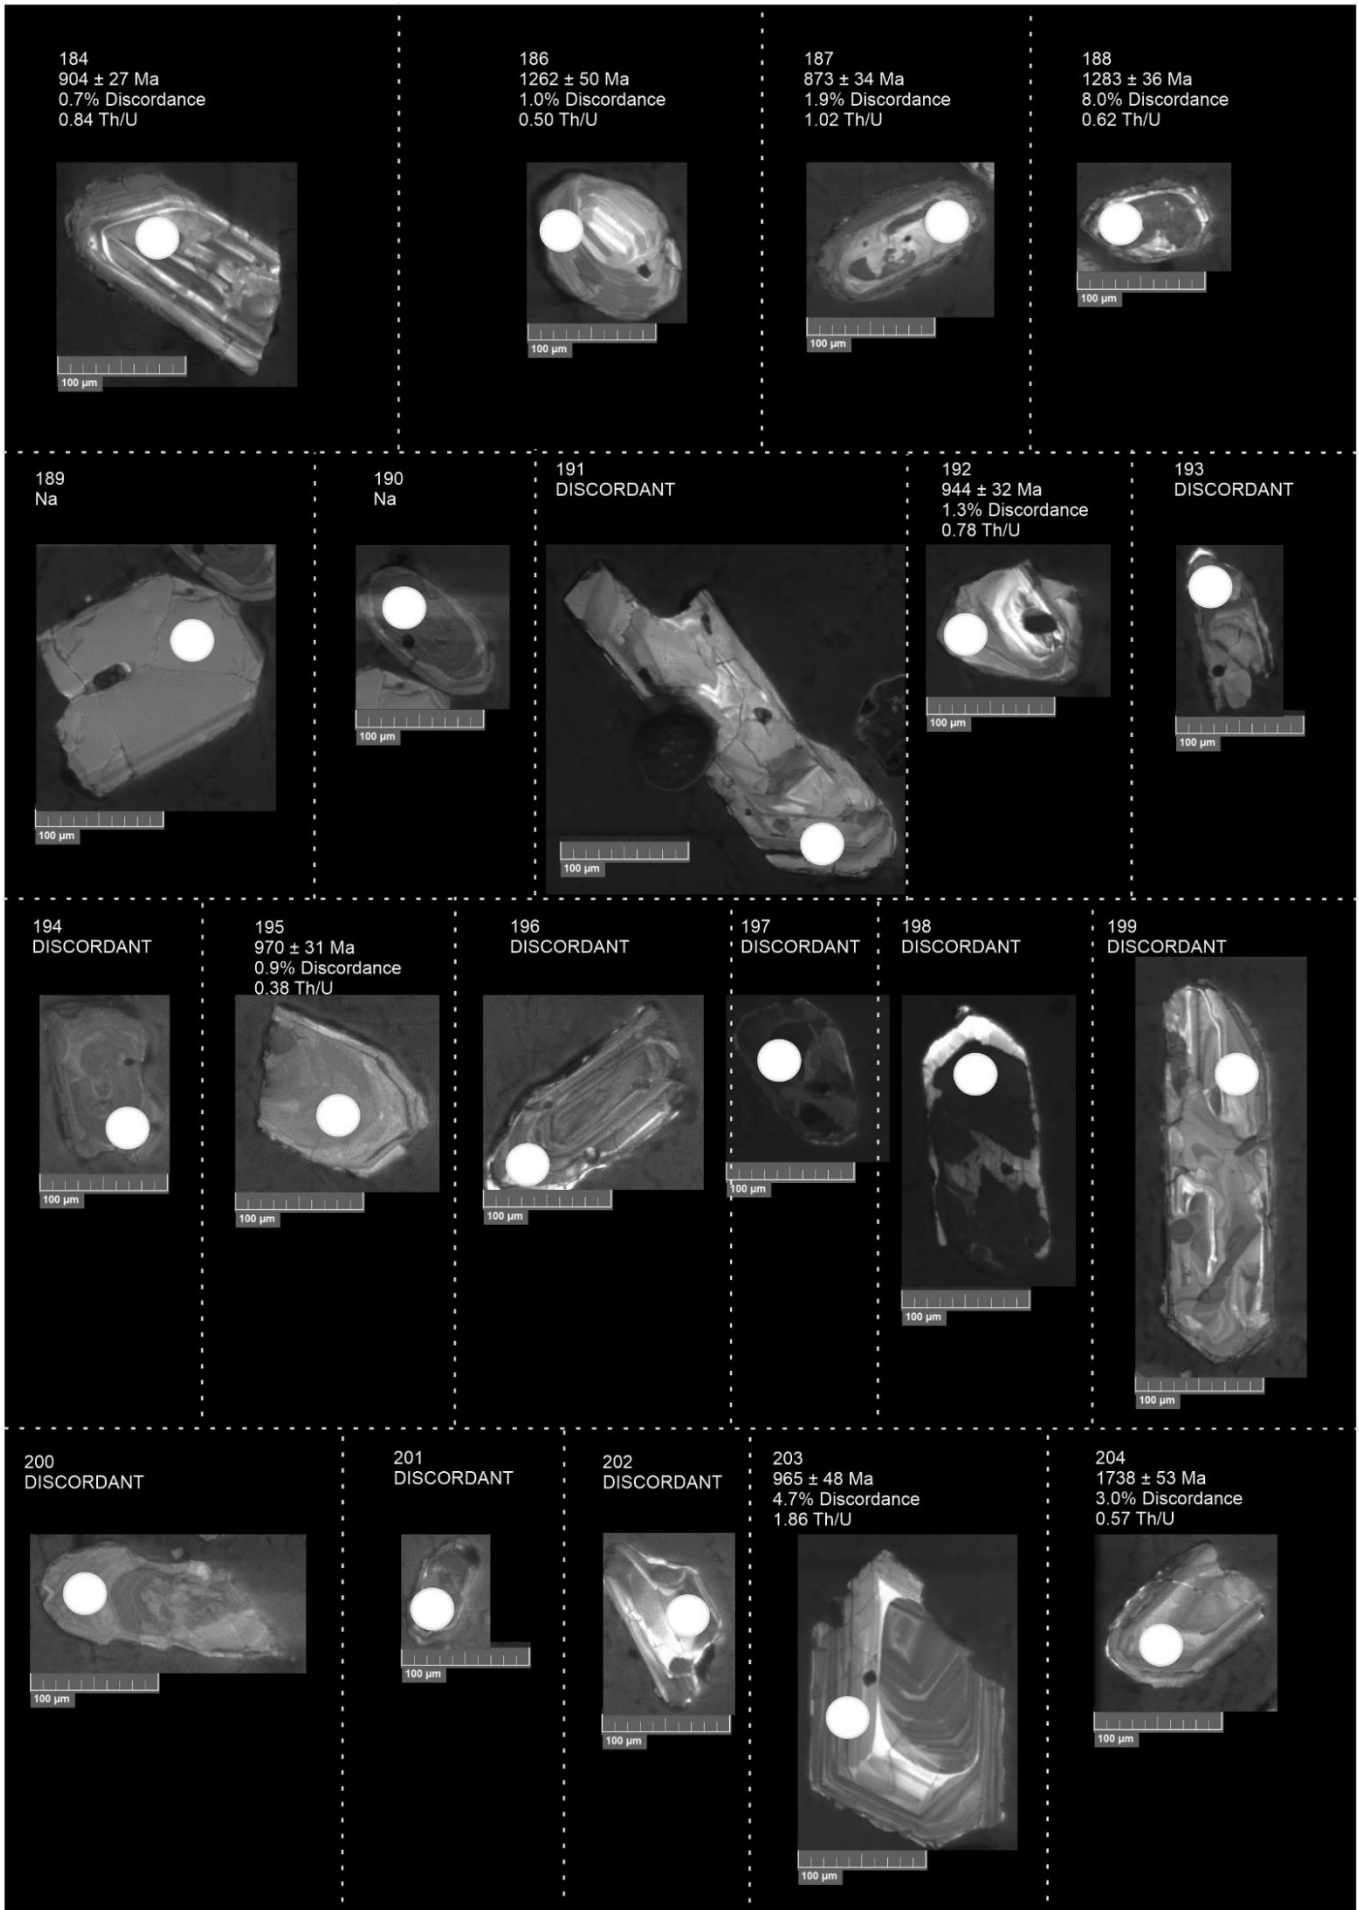 184
904 ± 27 Ma
0.7% Discordance
0.84 Th/U
100 µm
186
1262 ± 50 Ma
1.0% Discordance
0.50 Th/U
100 µm
187
873 ± 34 Ma
1.9% Discordance
1.02 Th/U
100 µm
188
1283 ± 36 Ma
8.0% Discordance
0.62 Th/U
100 µm
189
Na
100 µm
190
Na
100 µm
191
DISCORDANT
100 µm
192
944 ± 32 Ma
1.3% Discordance
0.78 Th/U
100 µm
193
DISCORDANT
100 µm
194
DISCORDANT
100 µm
195
970 ± 31 Ma
0.9% Discordance
0.38 Th/U
100 µm
196
DISCORDANT
100 µm
197
DISCORDANT
100 µm
198
DISCORDANT
100 µm
199
DISCORDANT
100 µm
200
DISCORDANT
100 µm
201
DISCORDANT
100 µm
202
DISCORDANT
100 µm
203
965 ± 48 Ma
4.7% Discordance
1.86 Th/U
100 µm
204
1738 ± 53 Ma
3.0% Discordance
0.57 Th/U
100 µm